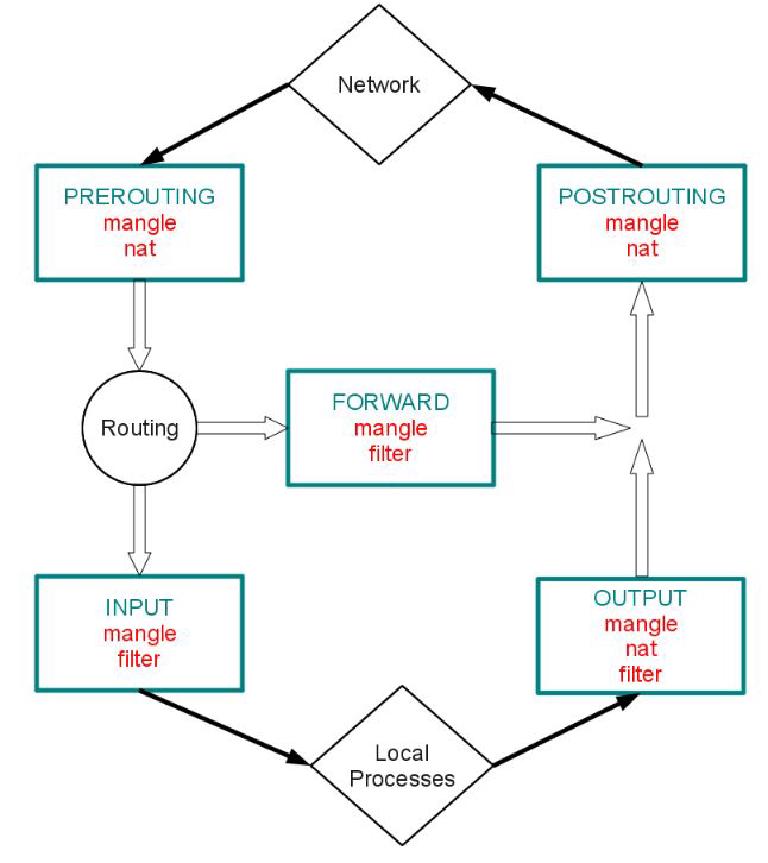 Network
PREROUTING
mangle
nat
POSTROUTING
mangle
nat
Routing
FORWARD
mangle
filter
INPUT
mangle
filter
OUTPUT
mangle
nat
filter
Local
Processes